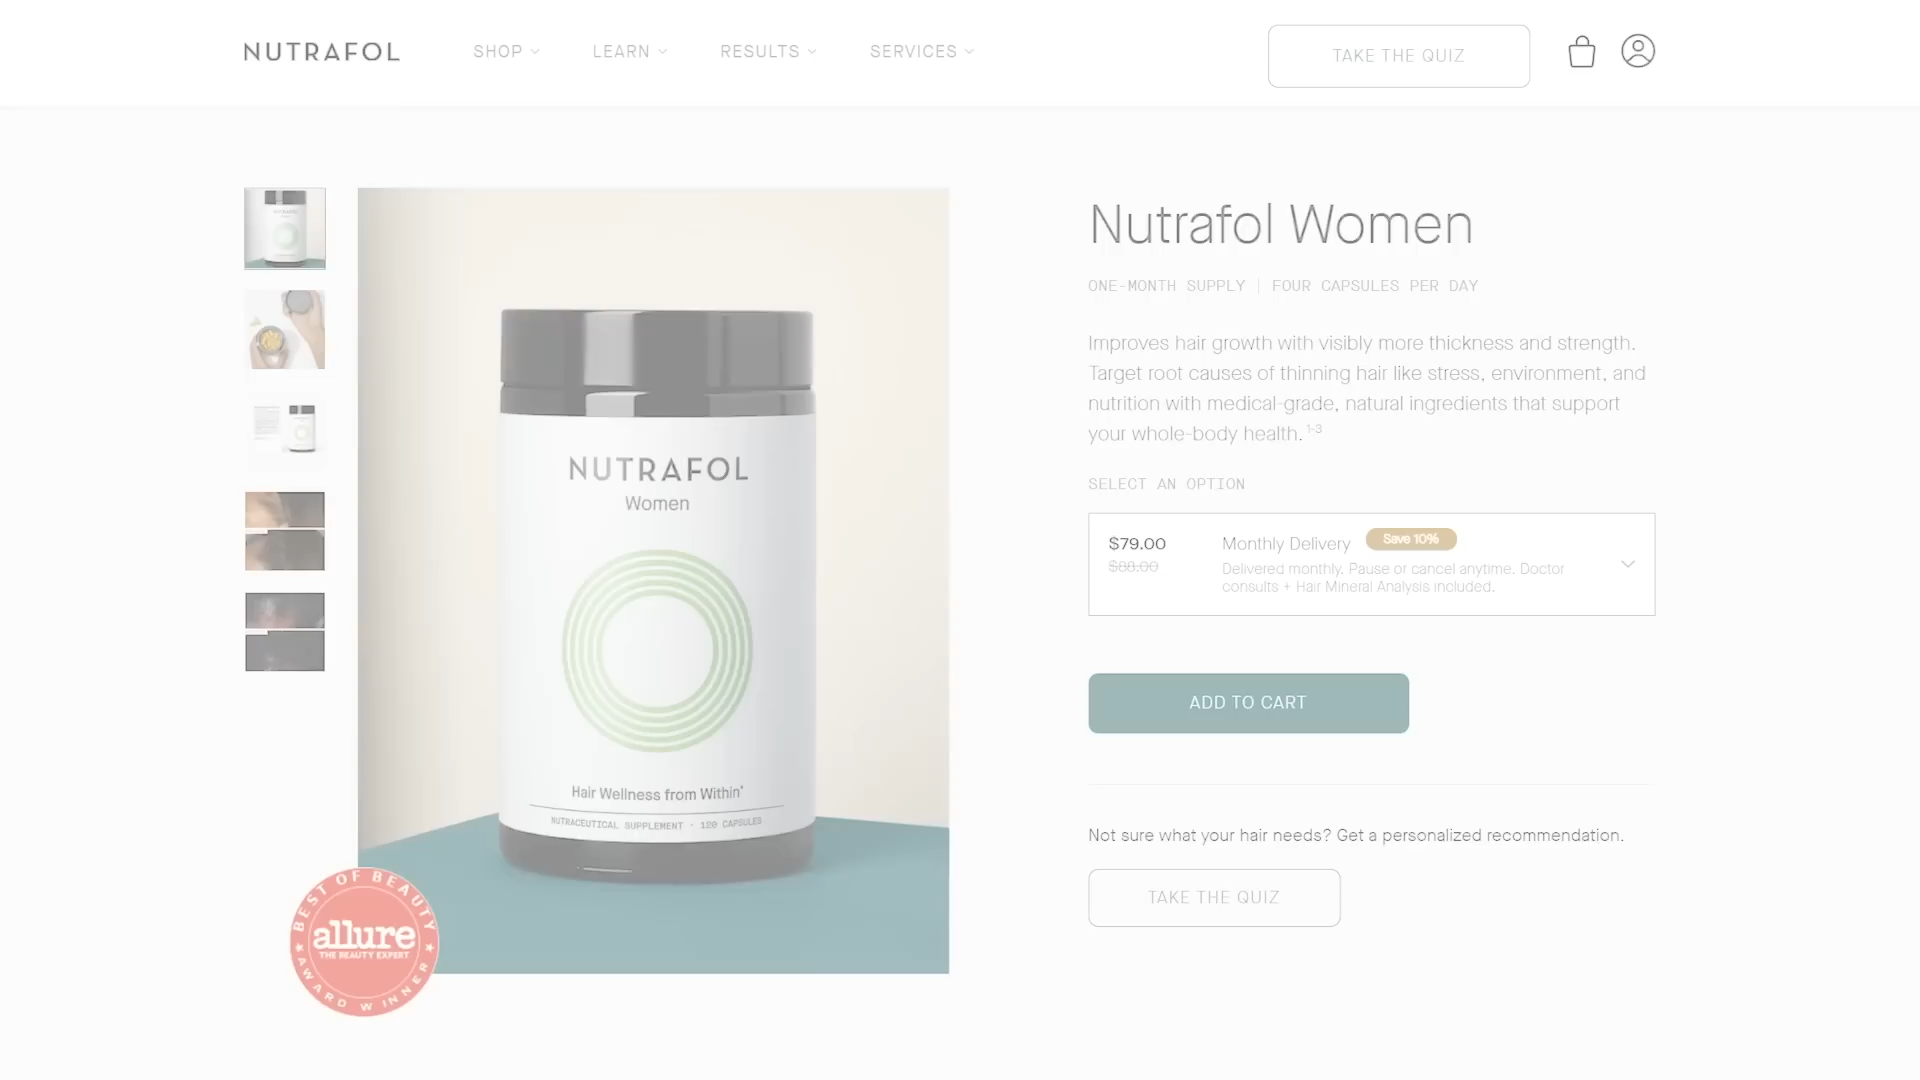 NUTRAFOL
SHOP
LEARN
RESULTS
SERVICES
TAKE THE QUIZ
NUTRAFOL
Women
Hair Wellness from Within*
NUTRACEUTICAL SUPPLEMENT · 120 CAPSULES
BEST OF BEAUTY
allure
THE BEAUTY EXPERT
AWARD WINNER
Nutrafol Women
ONE-MONTH SUPPLY | FOUR CAPSULES PER DAY
Improves hair growth with visibly more thickness and strength.
Target root causes of thinning hair like stress, environment, and
nutrition with medical-grade, natural ingredients that support
your whole-body health. 1-3
SELECT AN OPTION
$79.00 Monthly Delivery Save 10%
$88.00 Delivered monthly. Pause or cancel anytime. Doctor
consults + Hair Mineral Analysis included.
ADD TO CART
Not sure what your hair needs? Get a personalized recommendation.
TAKE THE QUIZ